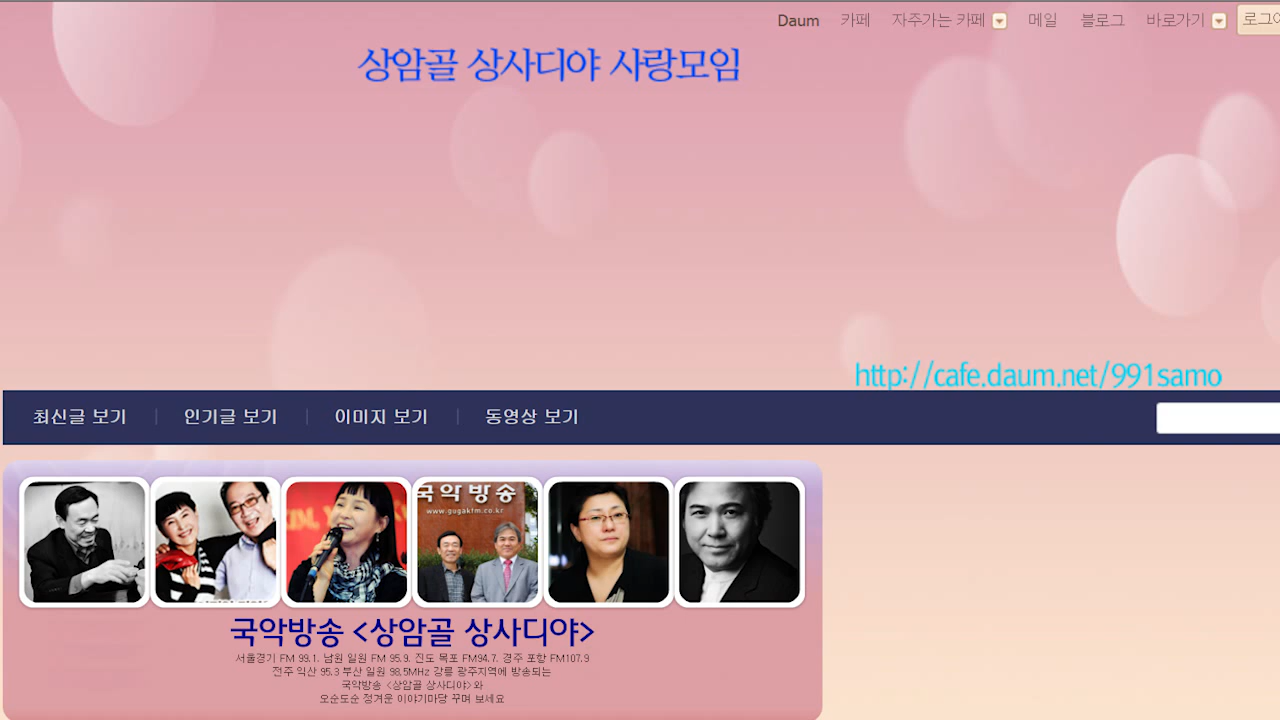 Daum 카페 자주가는 카페 메일 블로그 바로가기
상암골 상사디야 사랑모임
http://cafe.daum.net/991samo
최신글 보기 | 인기글 보기 | 이미지 보기 | 동영상 보기
국악방송
www.gugakfm.co.kr
국악방송 <상암골 상사디야>
서울경기 FM 99.1. 남원 일원 FM 95.9. 진도 목포 FM94.7. 경주 포항 FM107.9
전주 익산 95.3 부산 일원 98.5MHz 강릉 광주지역에 방송되는
국악방송 <상암골 상사디야>와
오순도순 정겨운 이야기마당 꾸며 보세요